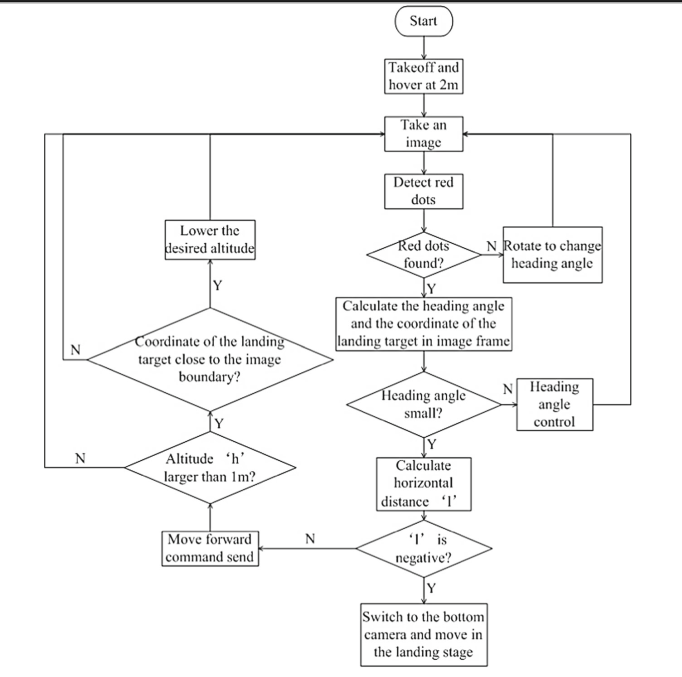 Start
Takeoff and
hover at 2m
Take an
image
Detect red
dots
Lower the
desired altitude
Red dots
found?
N
Rotate to change
heading angle
Y
Y
Calculate the heading angle
and the coordinate of the
landing target in image frame
Coordinate of the landing
target close to the image
boundary?
N
Heading angle
small?
N
Heading
angle
control
Y
Y
Altitude ‘h’
larger than 1m?
N
Calculate
horizontal
distance ‘l’
Move forward
command send
N
‘l’ is
negative?
Y
Switch to the bottom
camera and move in
the landing stage